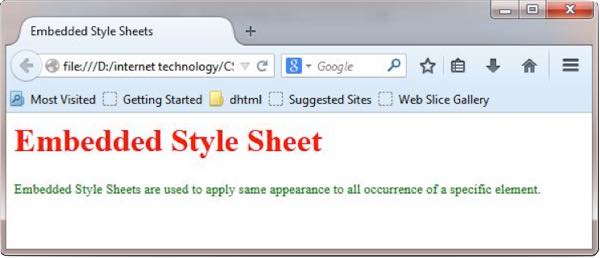 Embedded Style Sheets
file:///D:/internet technology/CS
Google
Most Visited Getting Started dhtml Suggested Sites Web Slice Gallery
Embedded Style Sheet
Embedded Style Sheets are used to apply same appearance to all occurrence of a specific element.